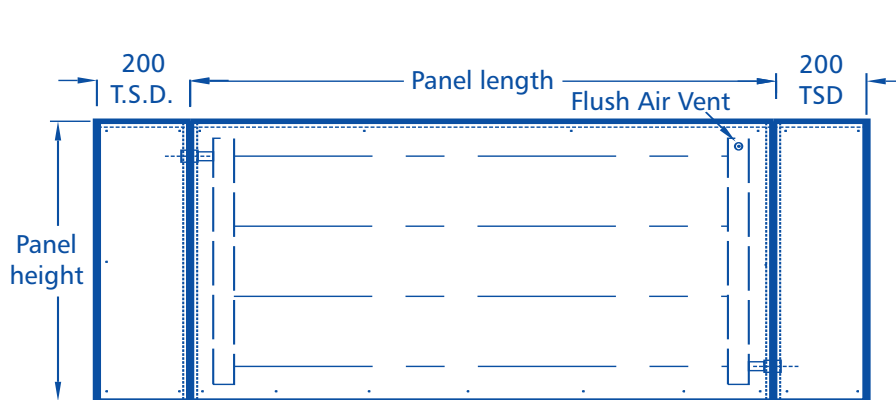 200
T.S.D.
Panel length
200
TSD
Flush Air Vent
Panel
height